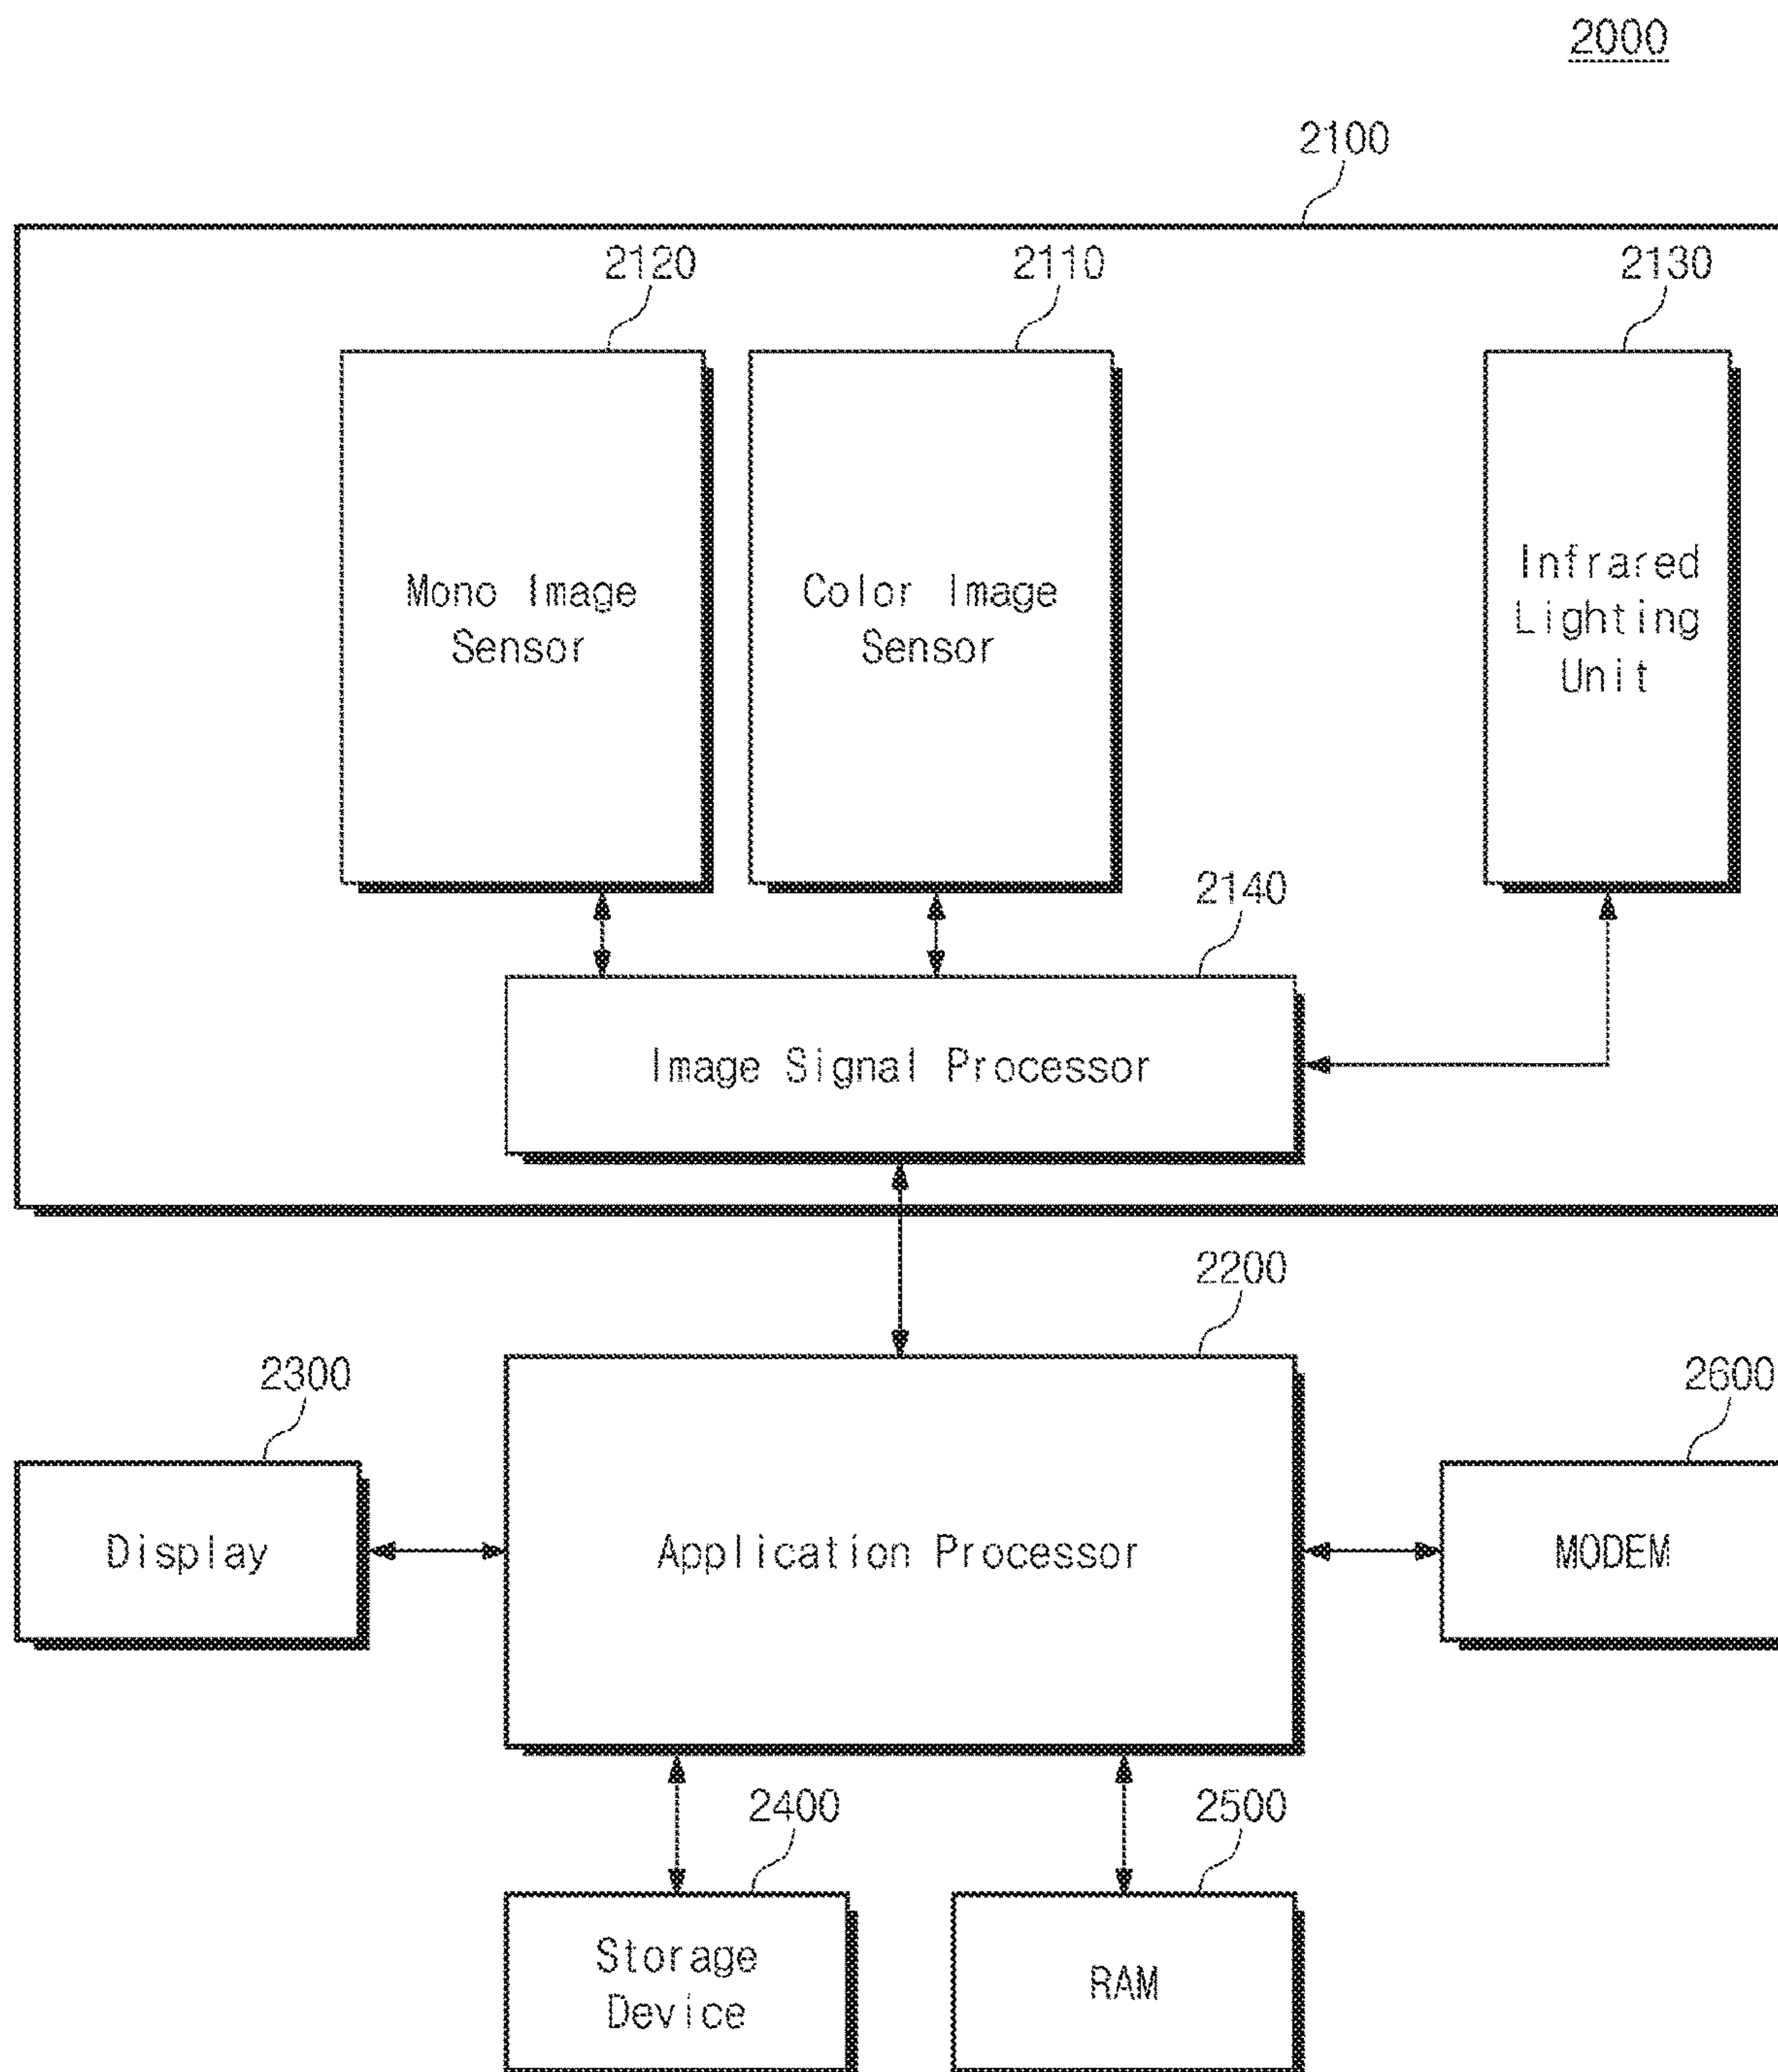 2000
2100
2120
2110
2130
Mono Image
Sensor
Color Image
Sensor
Infrared
Lighting
Unit
2140
Image Signal Processor
2200
2300
2600
Display
Application Processor
MODEM
2400
2500
Storage
Device
RAM